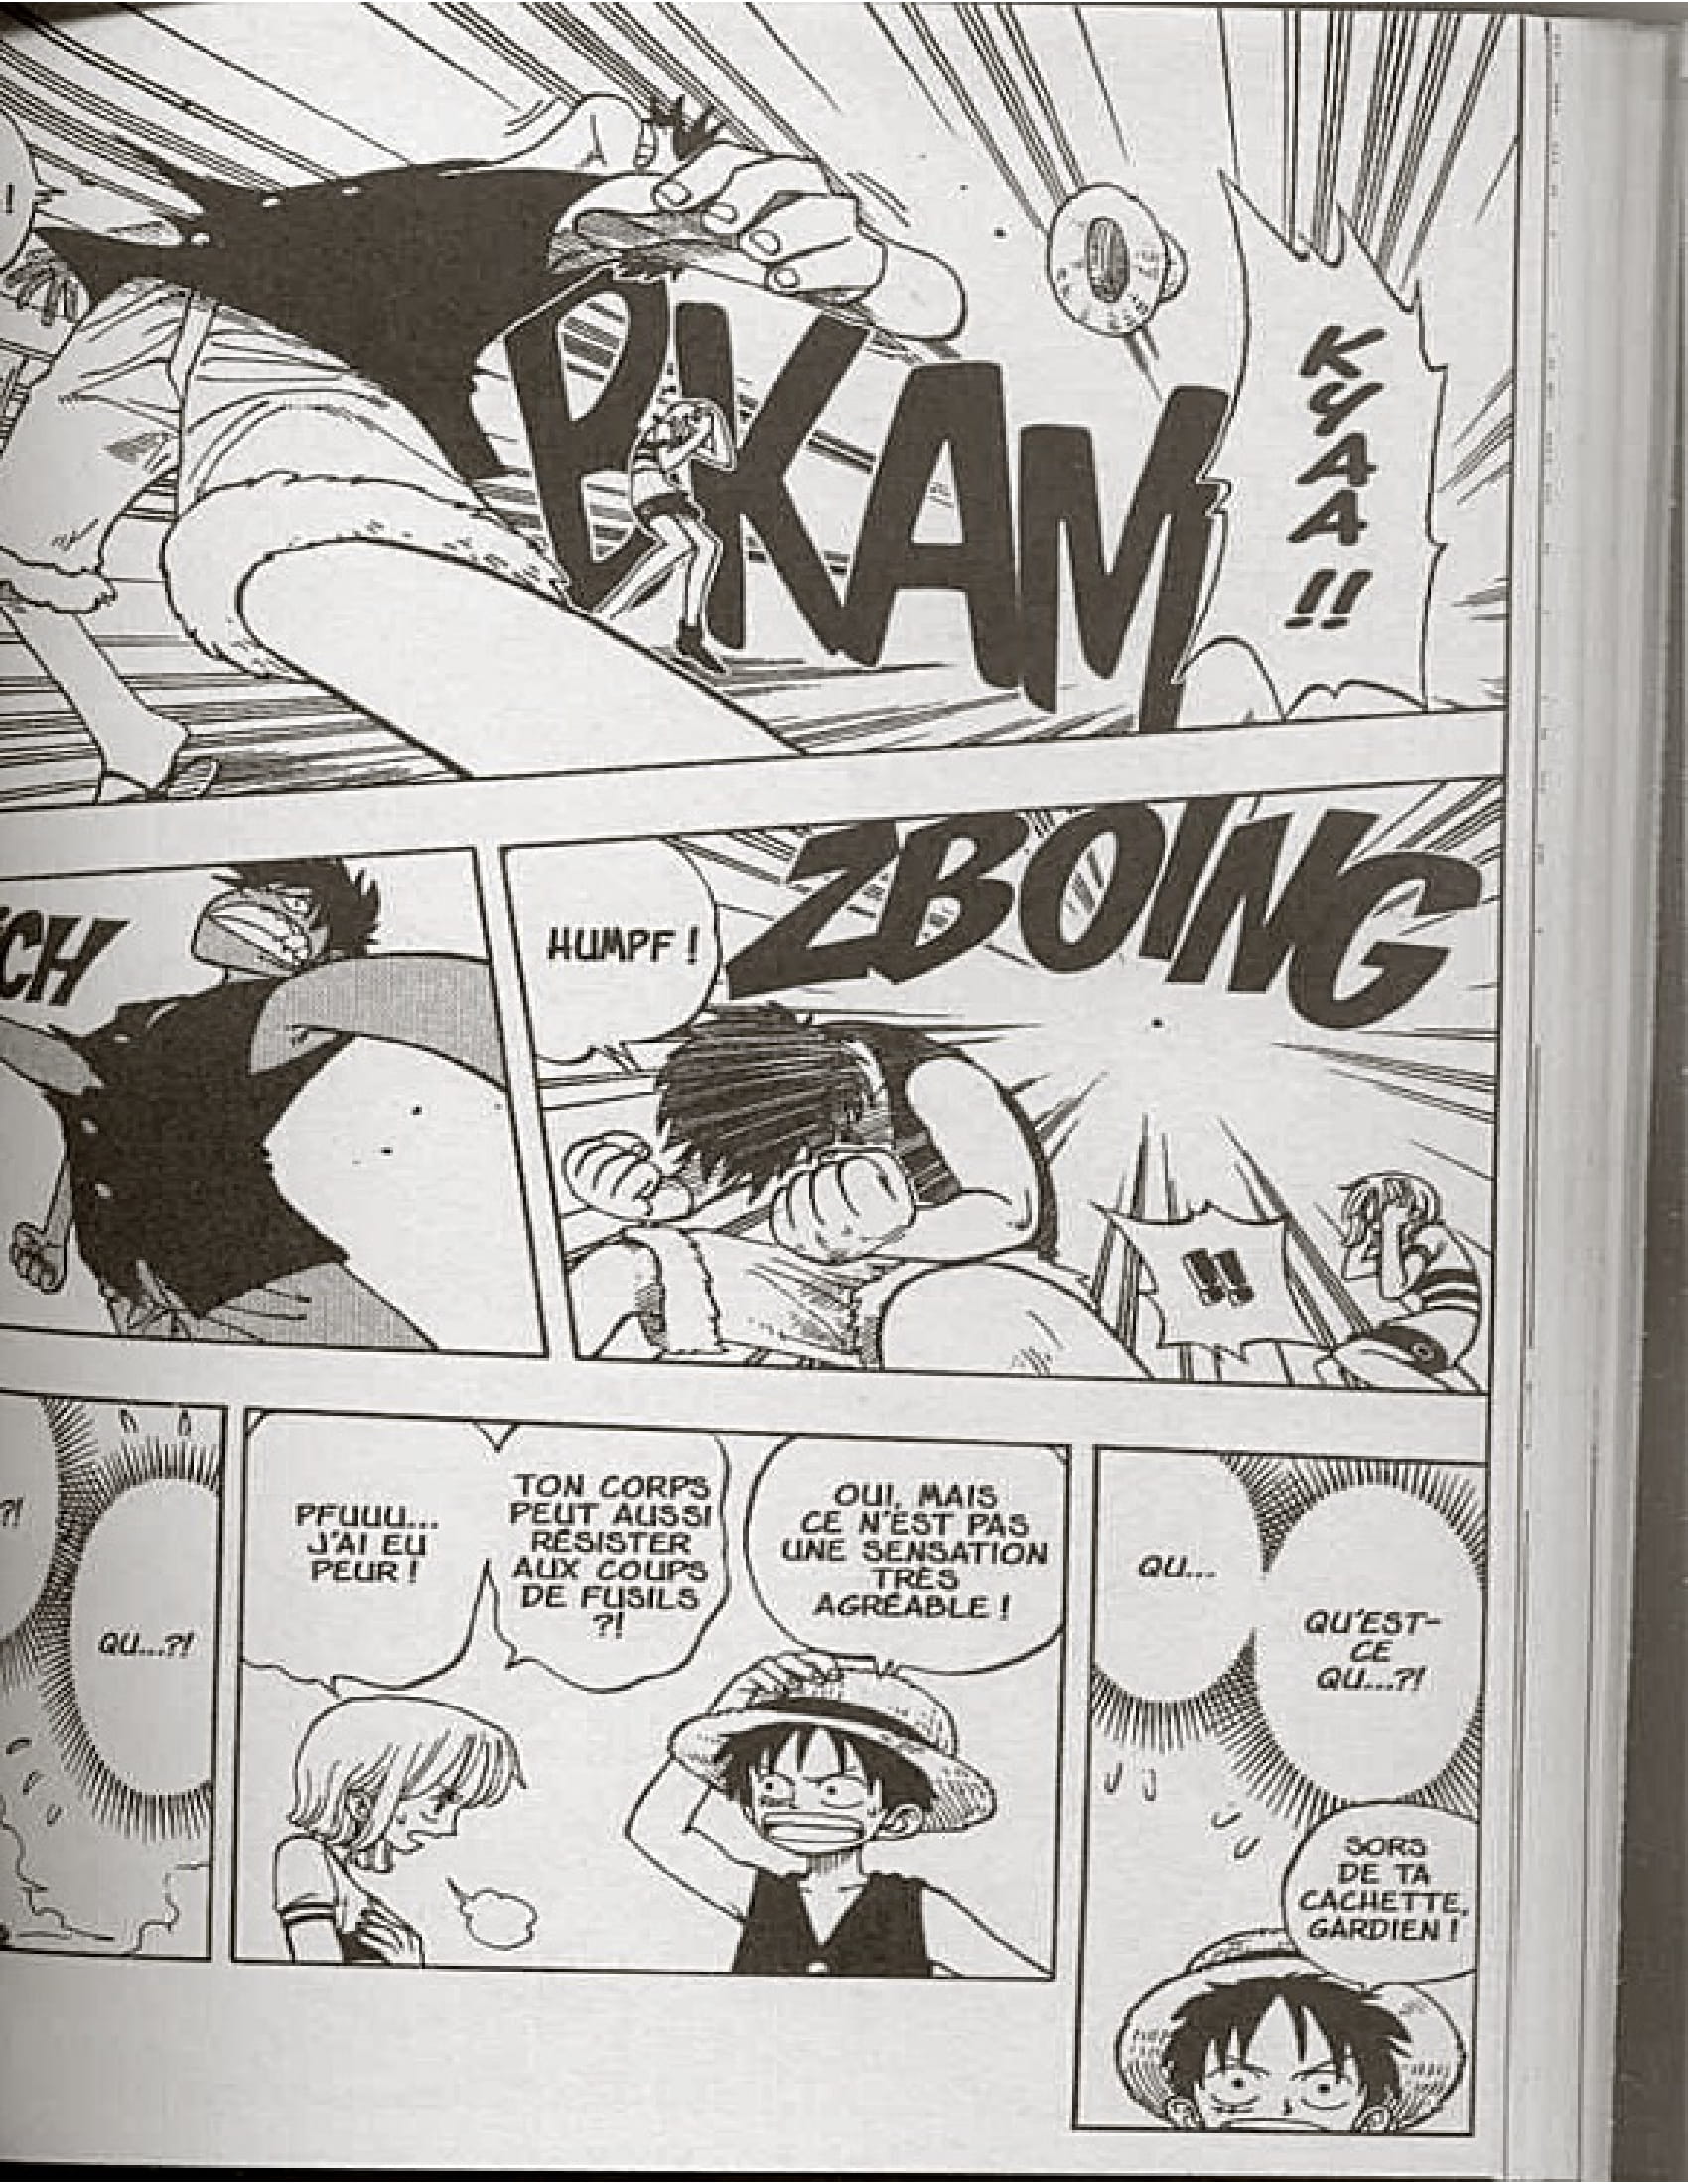 KYAA !!
BKAM
!
ZBOING
HUMPF !
!!
CH
QU'EST-
CE
QU...?!
QU...
SORS
DE TA
CACHETTE,
GARDIEN !
OUI, MAIS
CE N'EST PAS
UNE SENSATION
TRÈS
AGRÉABLE !
TON CORPS
PEUT AUSSI
RÉSISTER
AUX COUPS
DE FUSILS
?!
PFUUU...
J'AI EU
PEUR !
QU...?!
?!